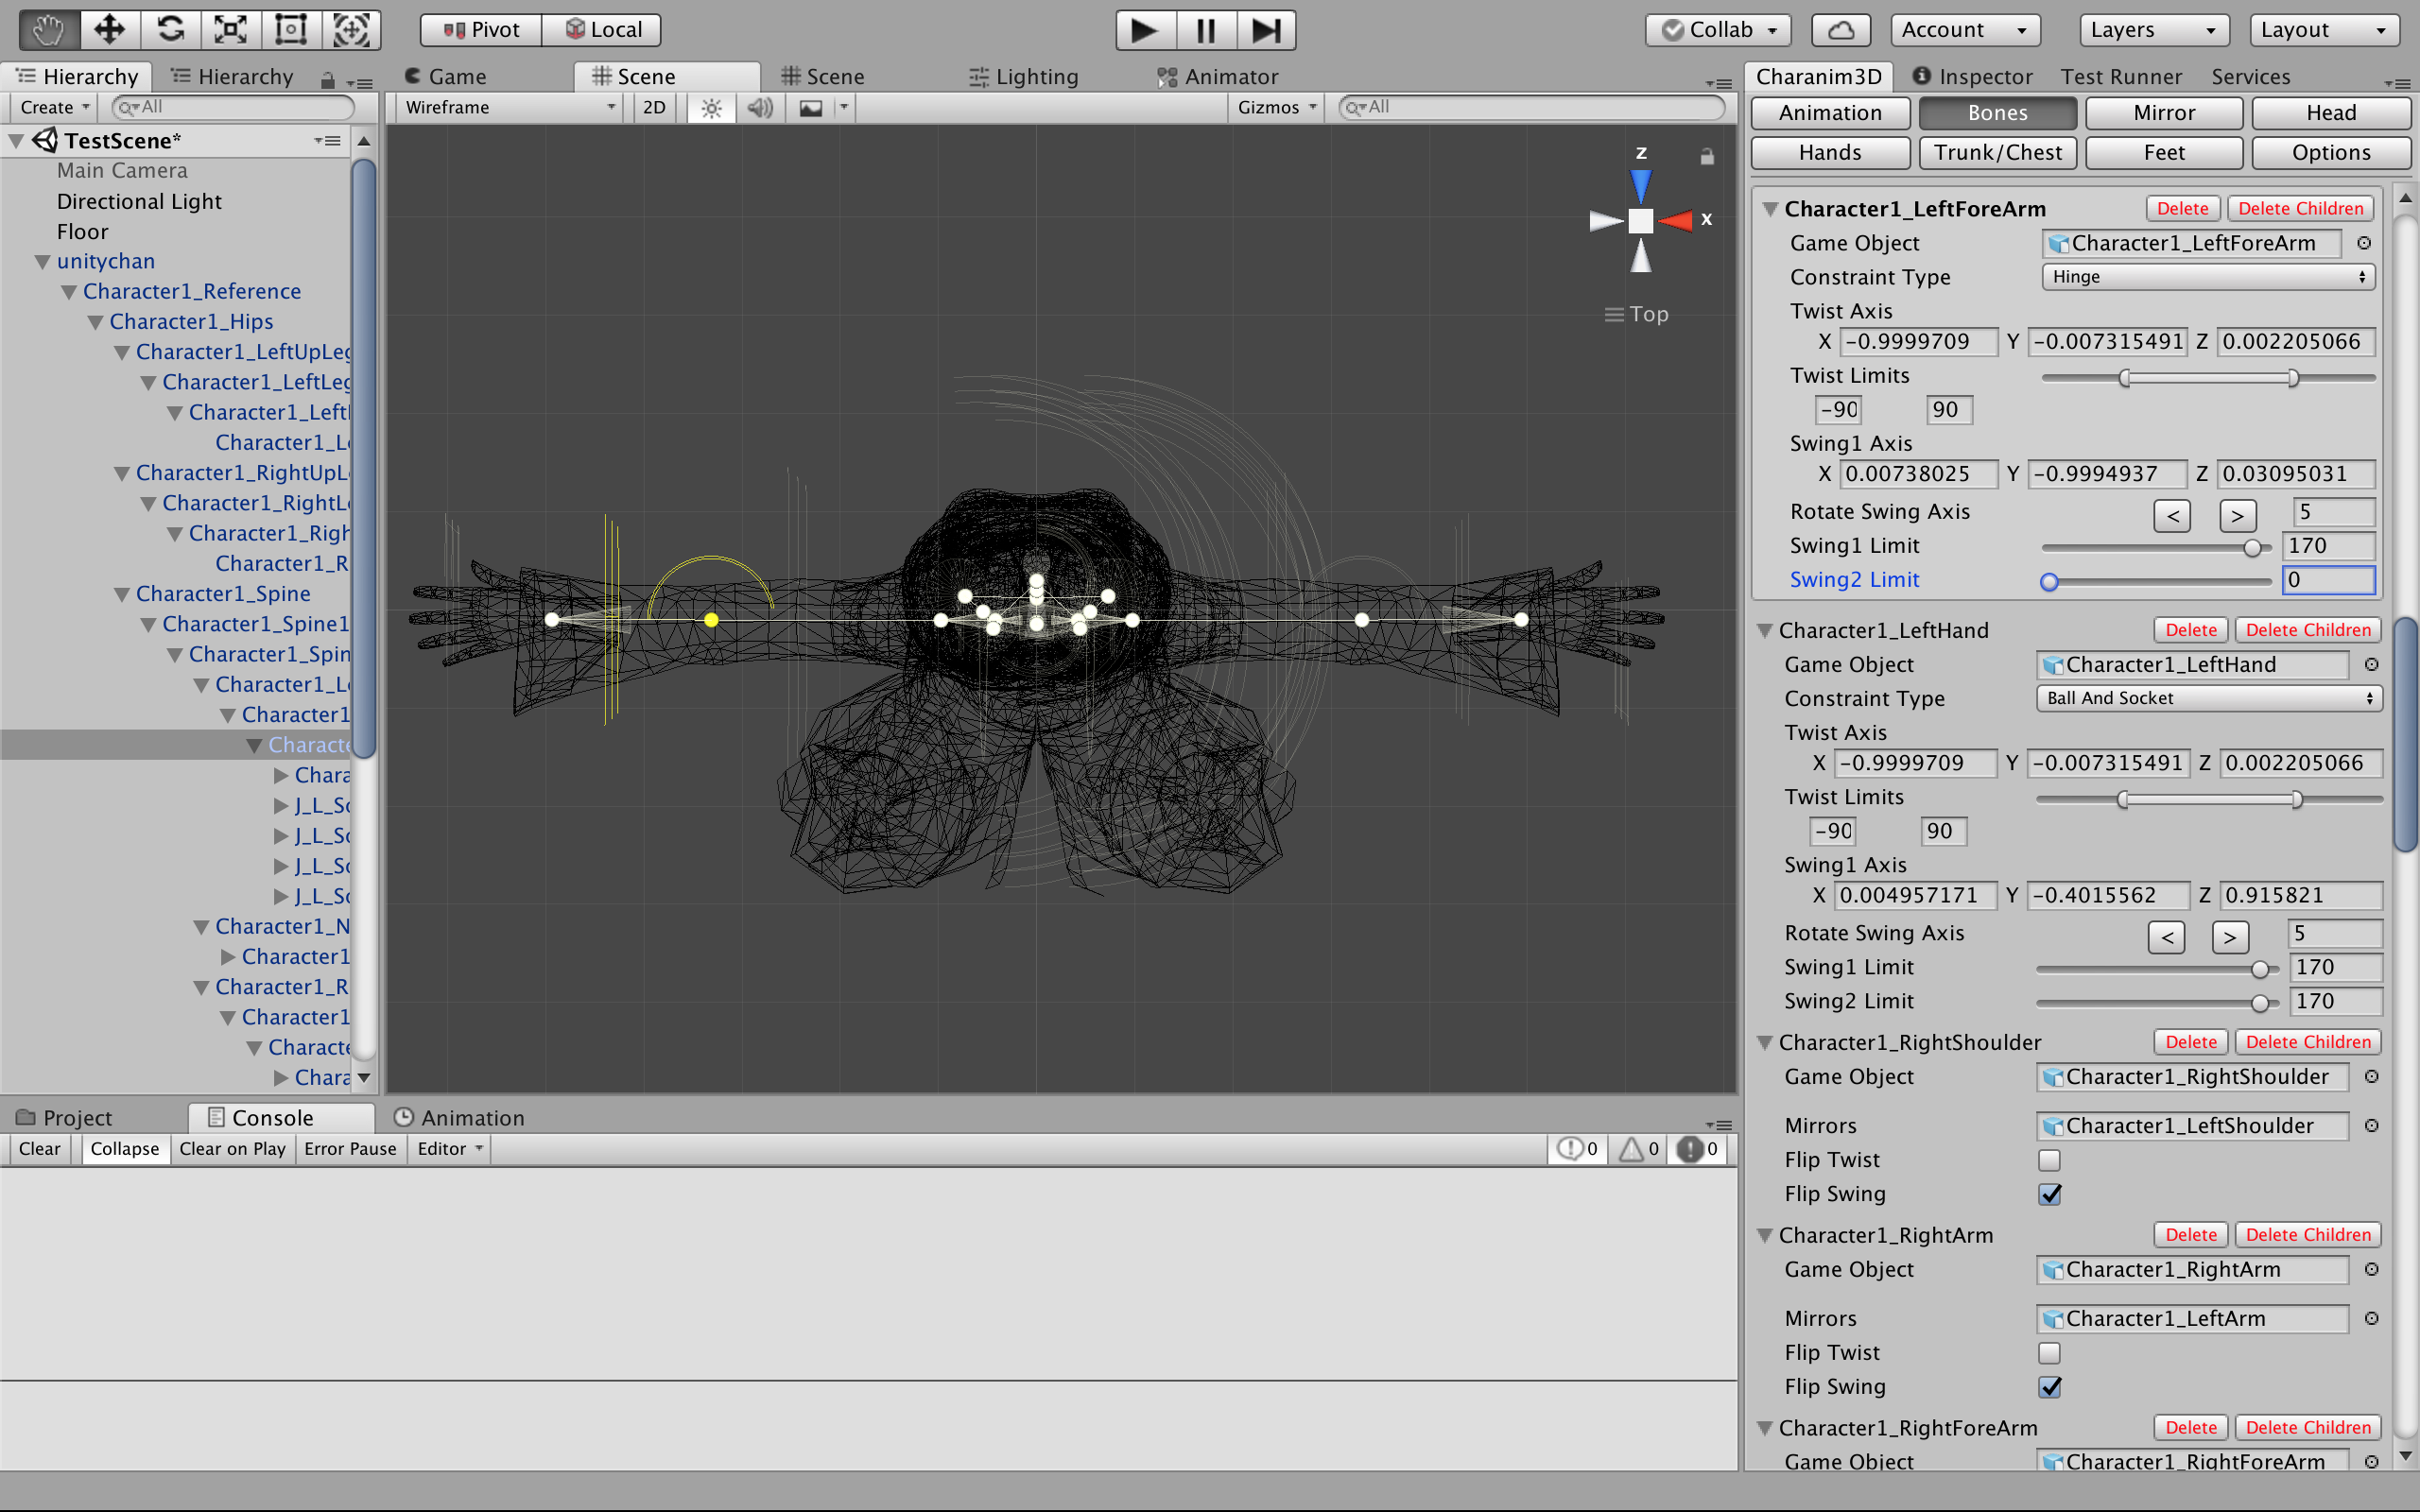 Pivot Local Collab Account Layers Layout
Hierarchy Hierarchy Game Scene Scene Lighting Animator Charanim3D Inspector Test Runner Services
Create All Wireframe 2D Gizmos All
Animation Bones Mirror Head
Hands Trunk/Chest Feet Options
TestScene*
Main Camera
Directional Light
Floor
unitychan
Character1_Reference
Character1_Hips
Character1_LeftUpLeg
Character1_LeftLeg
Character1_Left
Character1_Le
Character1_RightUpLe
Character1_RightLe
Character1_Righ
Character1_R
Character1_Spine
Character1_Spine1
Character1_Spin
Character1_Le
Character1
Characte
Chara
J_L_So
J_L_So
J_L_So
J_L_So
Character1_N
Character1
Character1_R
Character1
Characte
Chara
z
x
Top
Character1_LeftForeArm Delete Delete Children
Game Object Character1_LeftForeArm
Constraint Type Hinge
Twist Axis
X -0.9999709 Y -0.007315491 Z 0.002205066
Twist Limits
-90 90
Swing1 Axis
X 0.00738025 Y -0.9994937 Z 0.03095031
Rotate Swing Axis < > 5
Swing1 Limit 170
Swing2 Limit 0
Character1_LeftHand Delete Delete Children
Game Object Character1_LeftHand
Constraint Type Ball And Socket
Twist Axis
X -0.9999709 Y -0.007315491 Z 0.002205066
Twist Limits
-90 90
Swing1 Axis
X 0.004957171 Y -0.4015562 Z 0.915821
Rotate Swing Axis < > 5
Swing1 Limit 170
Swing2 Limit 170
Character1_RightShoulder Delete Delete Children
Game Object Character1_RightShoulder
Mirrors Character1_LeftShoulder
Flip Twist
Flip Swing
Character1_RightArm Delete Delete Children
Game Object Character1_RightArm
Mirrors Character1_LeftArm
Flip Twist
Flip Swing
Character1_RightForeArm Delete Delete Children
Game Object Character1_RightForeArm
Project Console Animation
Clear Collapse Clear on Play Error Pause Editor 0 0 0